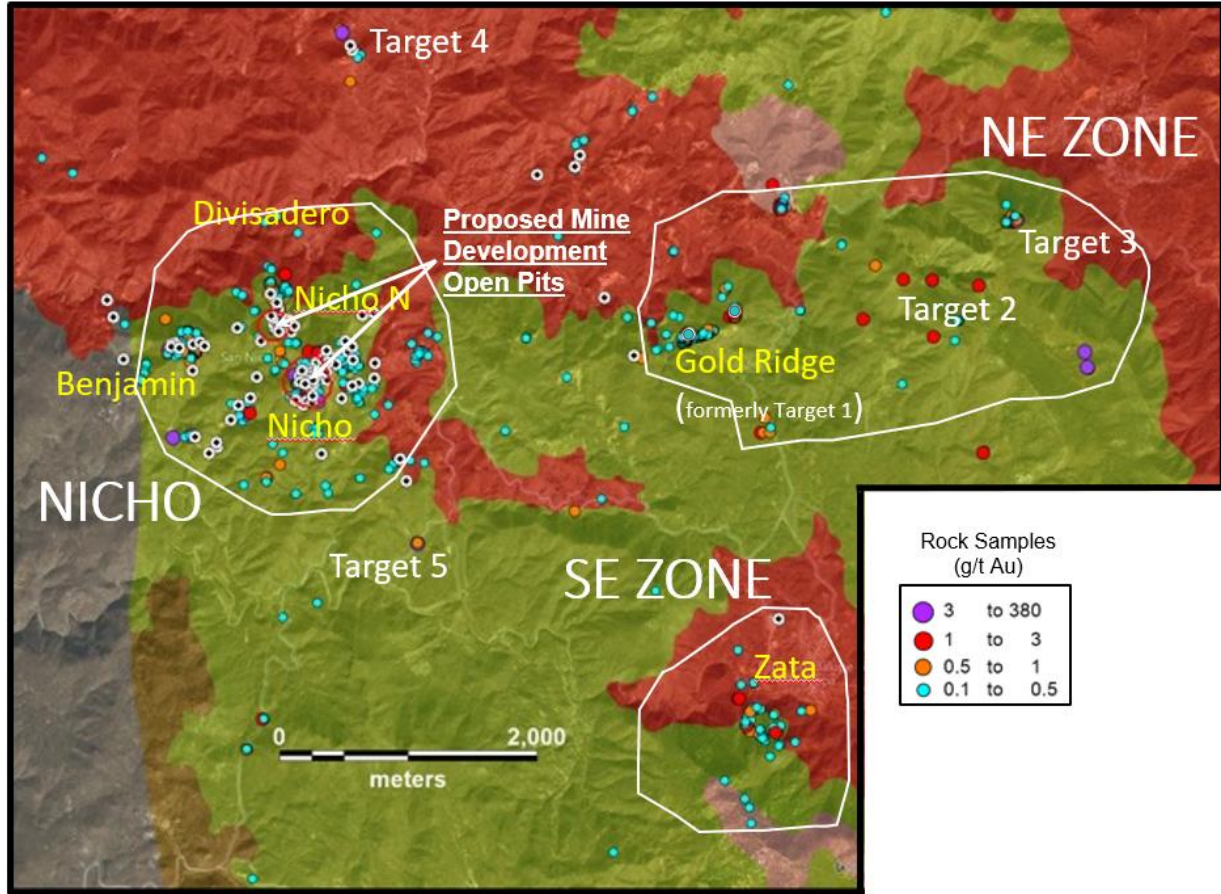 Target 4
NE ZONE
Divisadero
Proposed Mine
Development
Open Pits
Target 3
Nicho N
Target 2
Gold Ridge
(formerly Target 1)
Benjamin
Nicho
NICHO
Target 5
SE ZONE
Zata
0 2,000
meters
Rock Samples
(g/t Au)
3 to 380
1 to 3
0.5 to 1
0.1 to 0.5